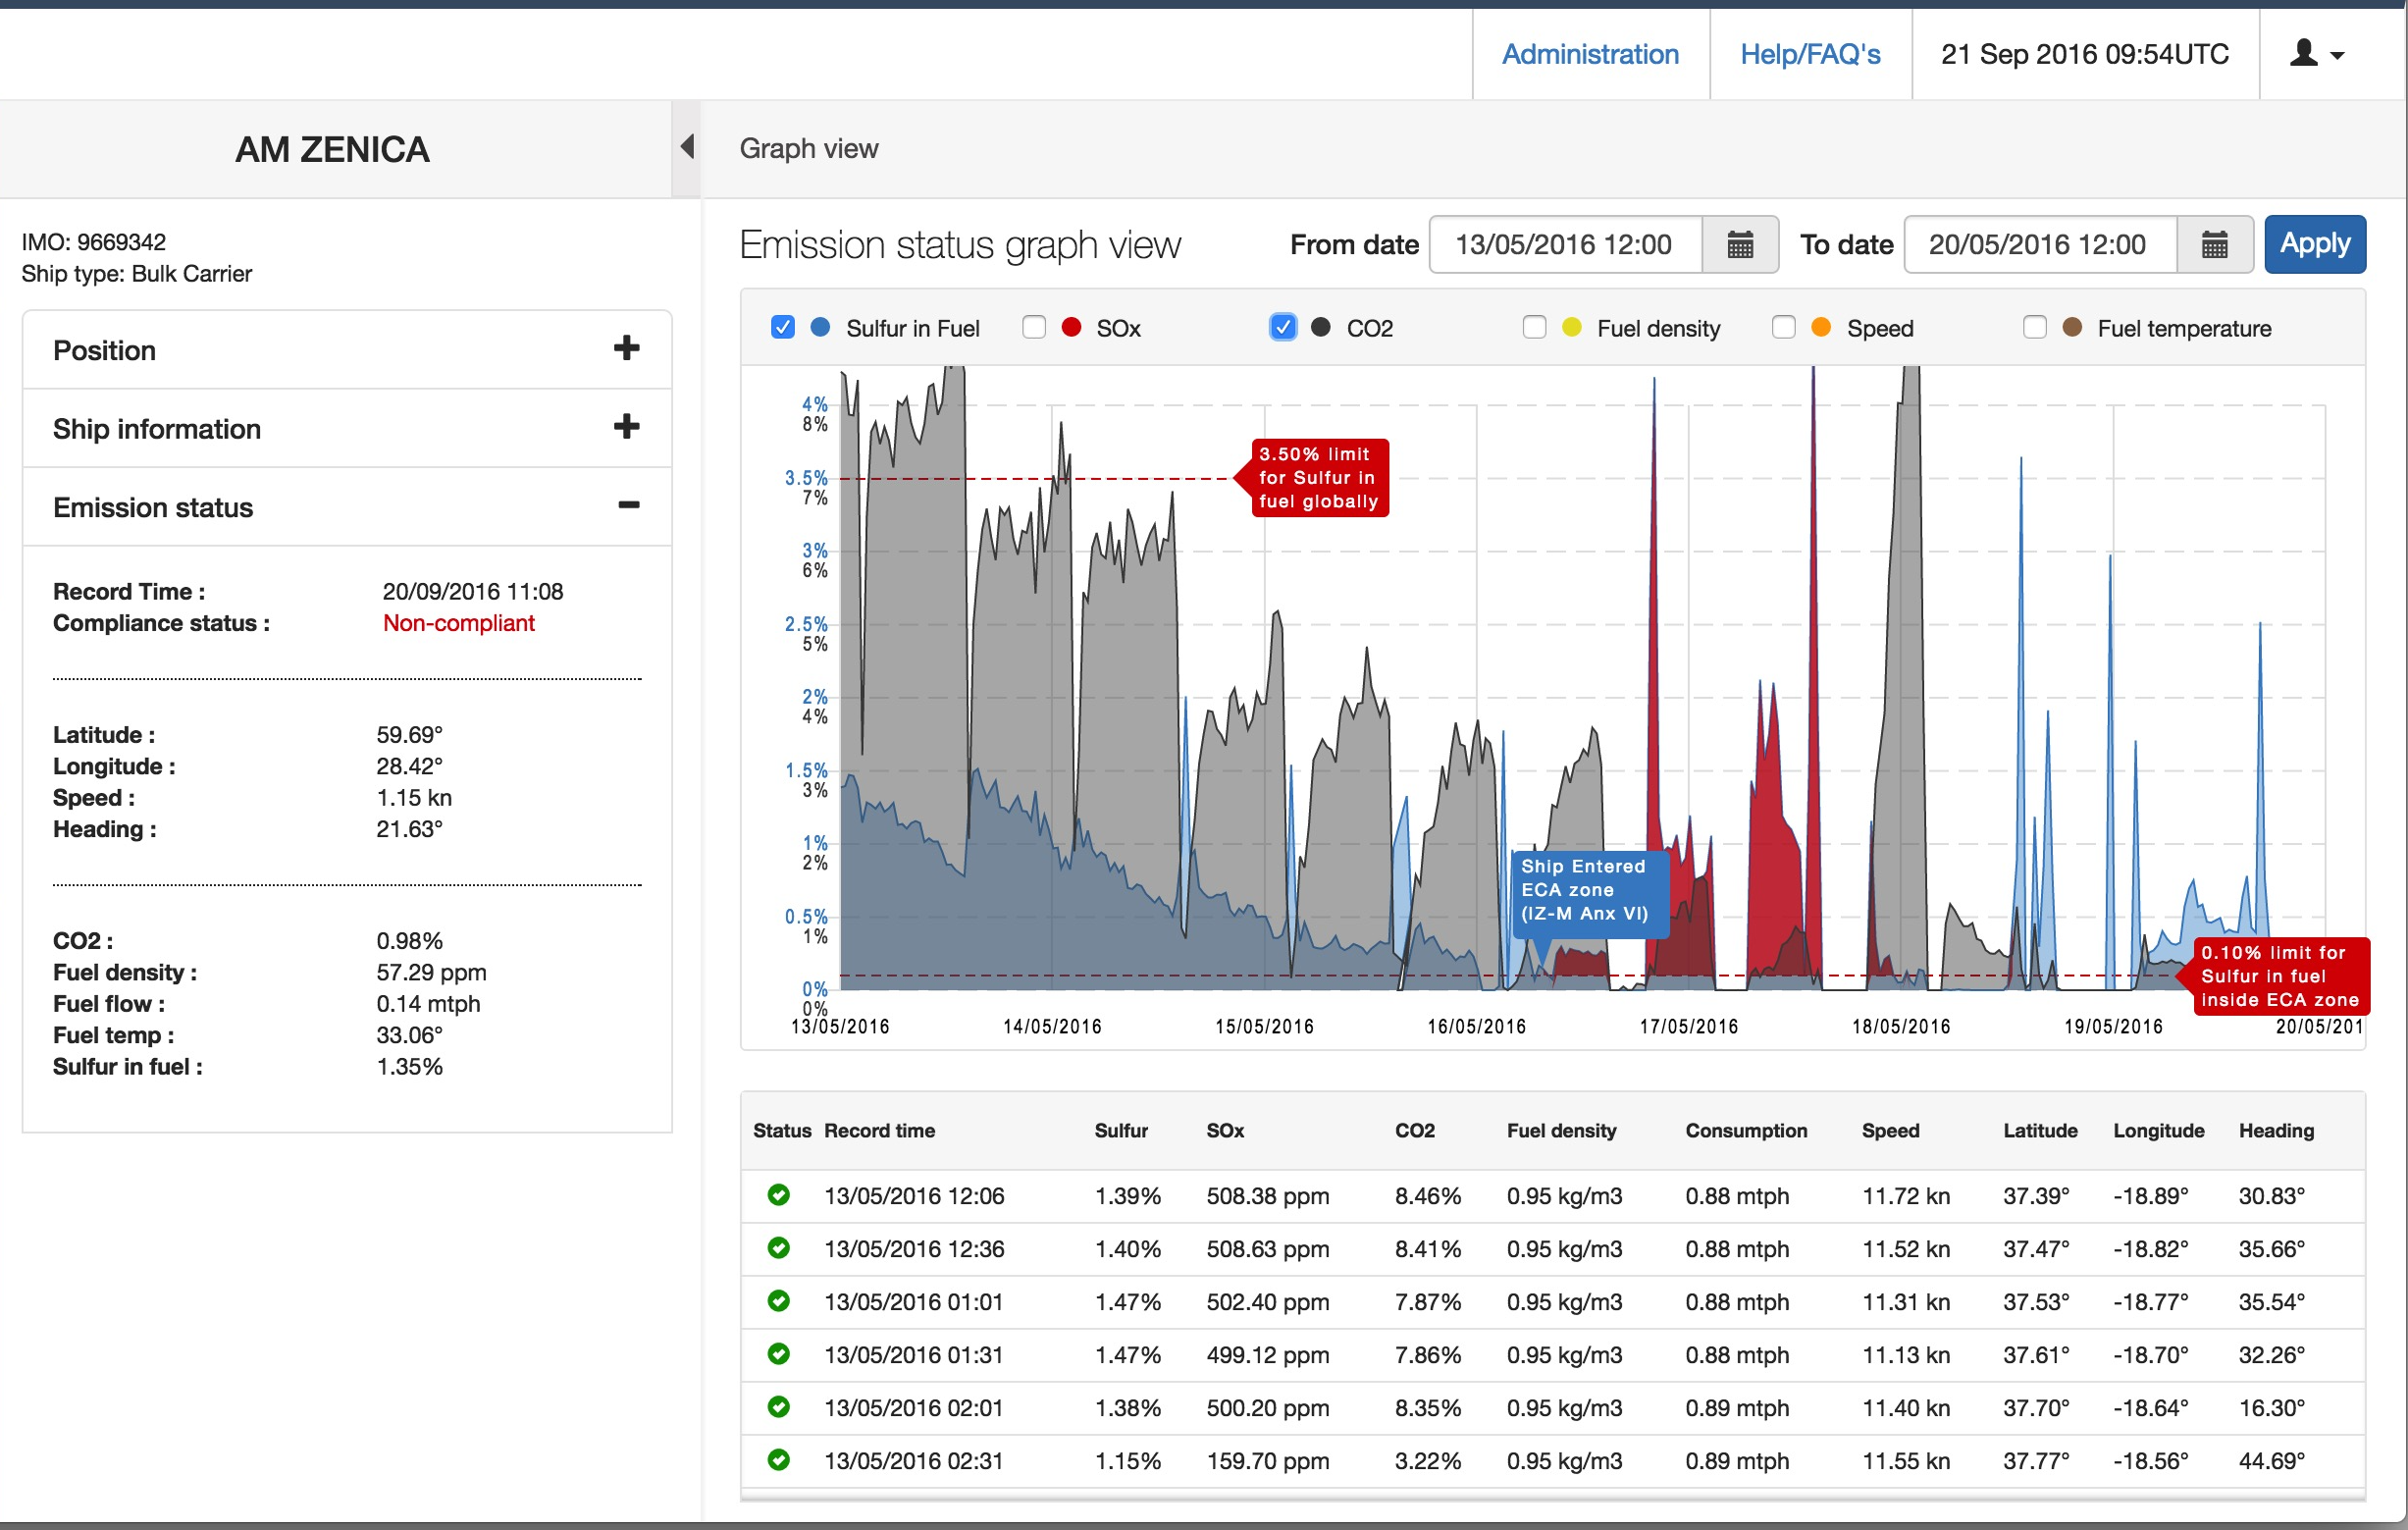 Administration
Help/FAQ's
21 Sep 2016 09:54UTC
AM ZENICA
Graph view
IMO: 9669342
Ship type: Bulk Carrier
Position
Ship information
Emission status
Record Time : 20/09/2016 11:08
Compliance status : Non-compliant
Latitude : 59.69°
Longitude : 28.42°
Speed : 1.15 kn
Heading : 21.63°
CO2 : 0.98%
Fuel density : 57.29 ppm
Fuel flow : 0.14 mtph
Fuel temp : 33.06°
Sulfur in fuel : 1.35%
Emission status graph view
From date 13/05/2016 12:00 To date 20/05/2016 12:00 Apply
Sulfur in Fuel SOx CO2 Fuel density Speed Fuel temperature
4%
8%
3.5%
7%
3%
6%
2.5%
5%
2%
4%
1.5%
3%
1%
2%
0.5%
1%
0%
0%
3.50% limit
for Sulfur in
fuel globally
Ship Entered
ECA zone
(IZ-M Anx VI)
0.10% limit for
Sulfur in fuel
inside ECA zone
13/05/2016 14/05/2016 15/05/2016 16/05/2016 17/05/2016 18/05/2016 19/05/2016 20/05/201
Status Record time Sulfur SOx CO2 Fuel density Consumption Speed Latitude Longitude Heading
13/05/2016 12:06 1.39% 508.38 ppm 8.46% 0.95 kg/m3 0.88 mtph 11.72 kn 37.39° -18.89° 30.83°
13/05/2016 12:36 1.40% 508.63 ppm 8.41% 0.95 kg/m3 0.88 mtph 11.52 kn 37.47° -18.82° 35.66°
13/05/2016 01:01 1.47% 502.40 ppm 7.87% 0.95 kg/m3 0.88 mtph 11.31 kn 37.53° -18.77° 35.54°
13/05/2016 01:31 1.47% 499.12 ppm 7.86% 0.95 kg/m3 0.88 mtph 11.13 kn 37.61° -18.70° 32.26°
13/05/2016 02:01 1.38% 500.20 ppm 8.35% 0.95 kg/m3 0.89 mtph 11.40 kn 37.70° -18.64° 16.30°
13/05/2016 02:31 1.15% 159.70 ppm 3.22% 0.95 kg/m3 0.89 mtph 11.55 kn 37.77° -18.56° 44.69°